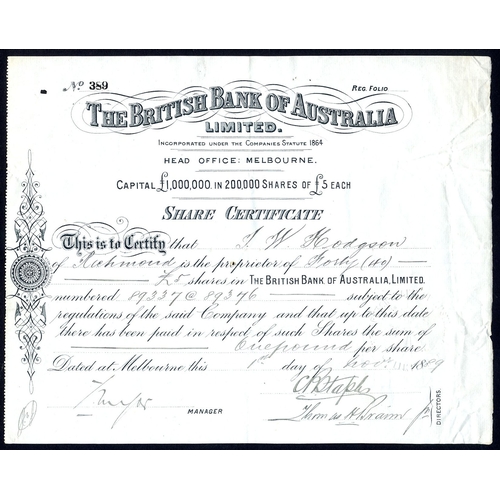 No 389
REG. FOLIO
THE BRITISH BANK OF AUSTRALIA
LIMITED.
INCORPORATED UNDER THE COMPANIES STATUTE 1864
HEAD OFFICE: MELBOURNE.
CAPITAL £1,000,000, IN 200,000 SHARES OF £5 EACH
SHARE CERTIFICATE
This is to Certify that W. Hodgson
of Richmond is the proprietor of Forty (40)
£5 shares in THE BRITISH BANK OF AUSTRALIA, LIMITED.
numbered 89337 @ 89376 subject to the
regulations of the said Company and that up to this date
there has been paid in respect of such Shares the sum of
One pound per share
Dated at Melbourne this 1st day of Nov 1889
MANAGER
Thomas H
DIRECTORS.